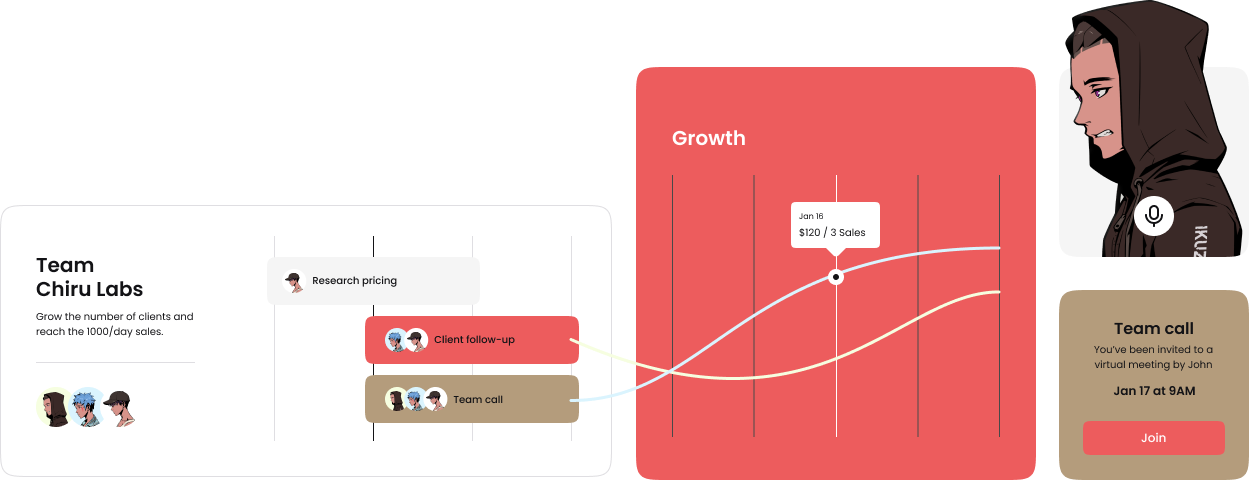 Team
Chiru Labs
Grow the number of clients and
reach the 1000/day sales.
Research pricing
Client follow-up
Team call
Growth
Jan 16
$120 / 3 Sales
IKUZ
Team call
You've been invited to a
virtual meeting by John
Jan 17 at 9AM
Join